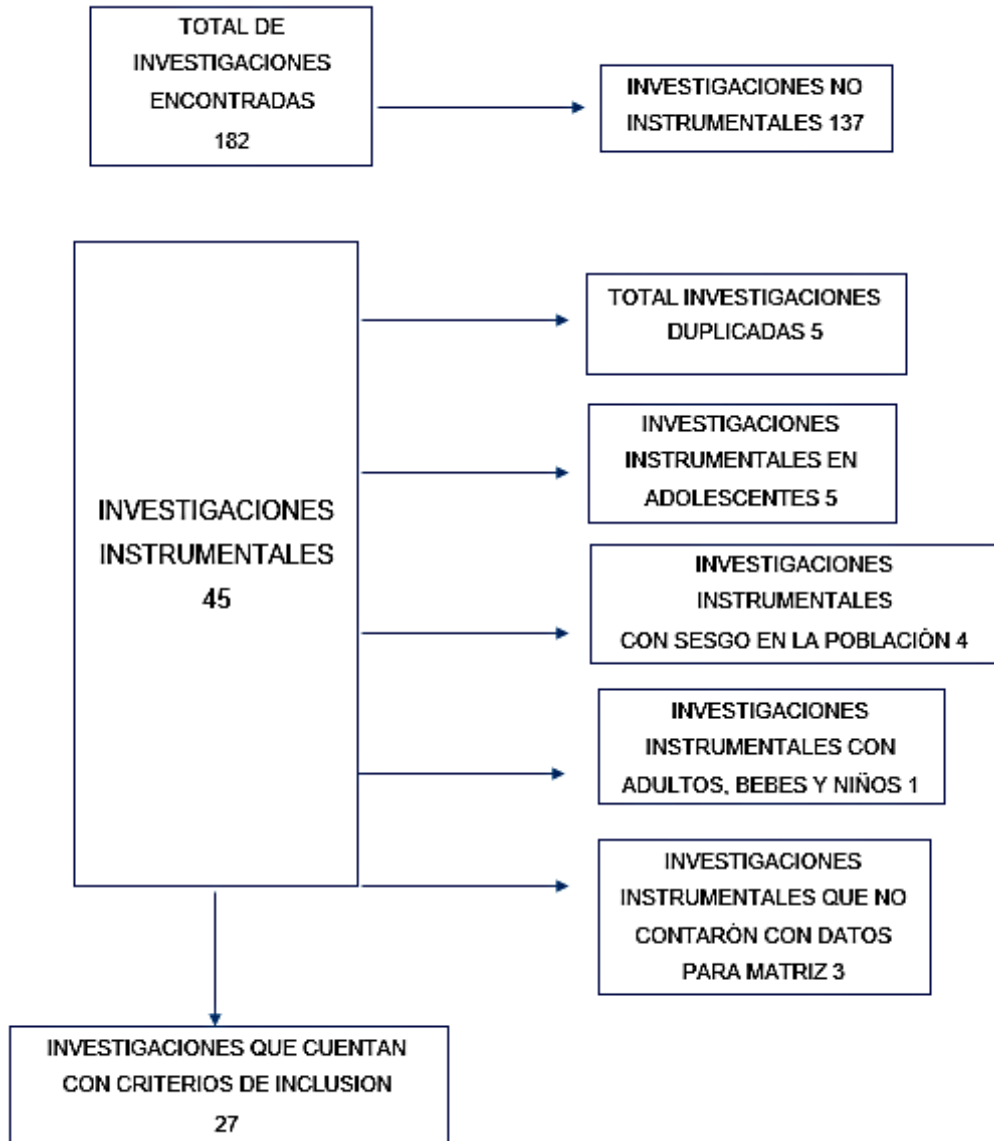 TOTAL DE
INVESTIGACIONES
ENCONTRADAS
182
INVESTIGACIONES NO
INSTRUMENTALES 137
INVESTIGACIONES
INSTRUMENTALES
45
TOTAL INVESTIGACIONES
DUPLICADAS 5
INVESTIGACIONES
INSTRUMENTALES EN
ADOLESCENTES 5
INVESTIGACIONES
INSTRUMENTALES
CON SESGO EN LA POBLACIÓN 4
INVESTIGACIONES
INSTRUMENTALES CON
ADULTOS, BEBES Y NIÑOS 1
INVESTIGACIONES
INSTRUMENTALES QUE NO
CONTARÓN CON DATOS
PARA MATRIZ 3
INVESTIGACIONES QUE CUENTAN
CON CRITERIOS DE INCLUSION
27